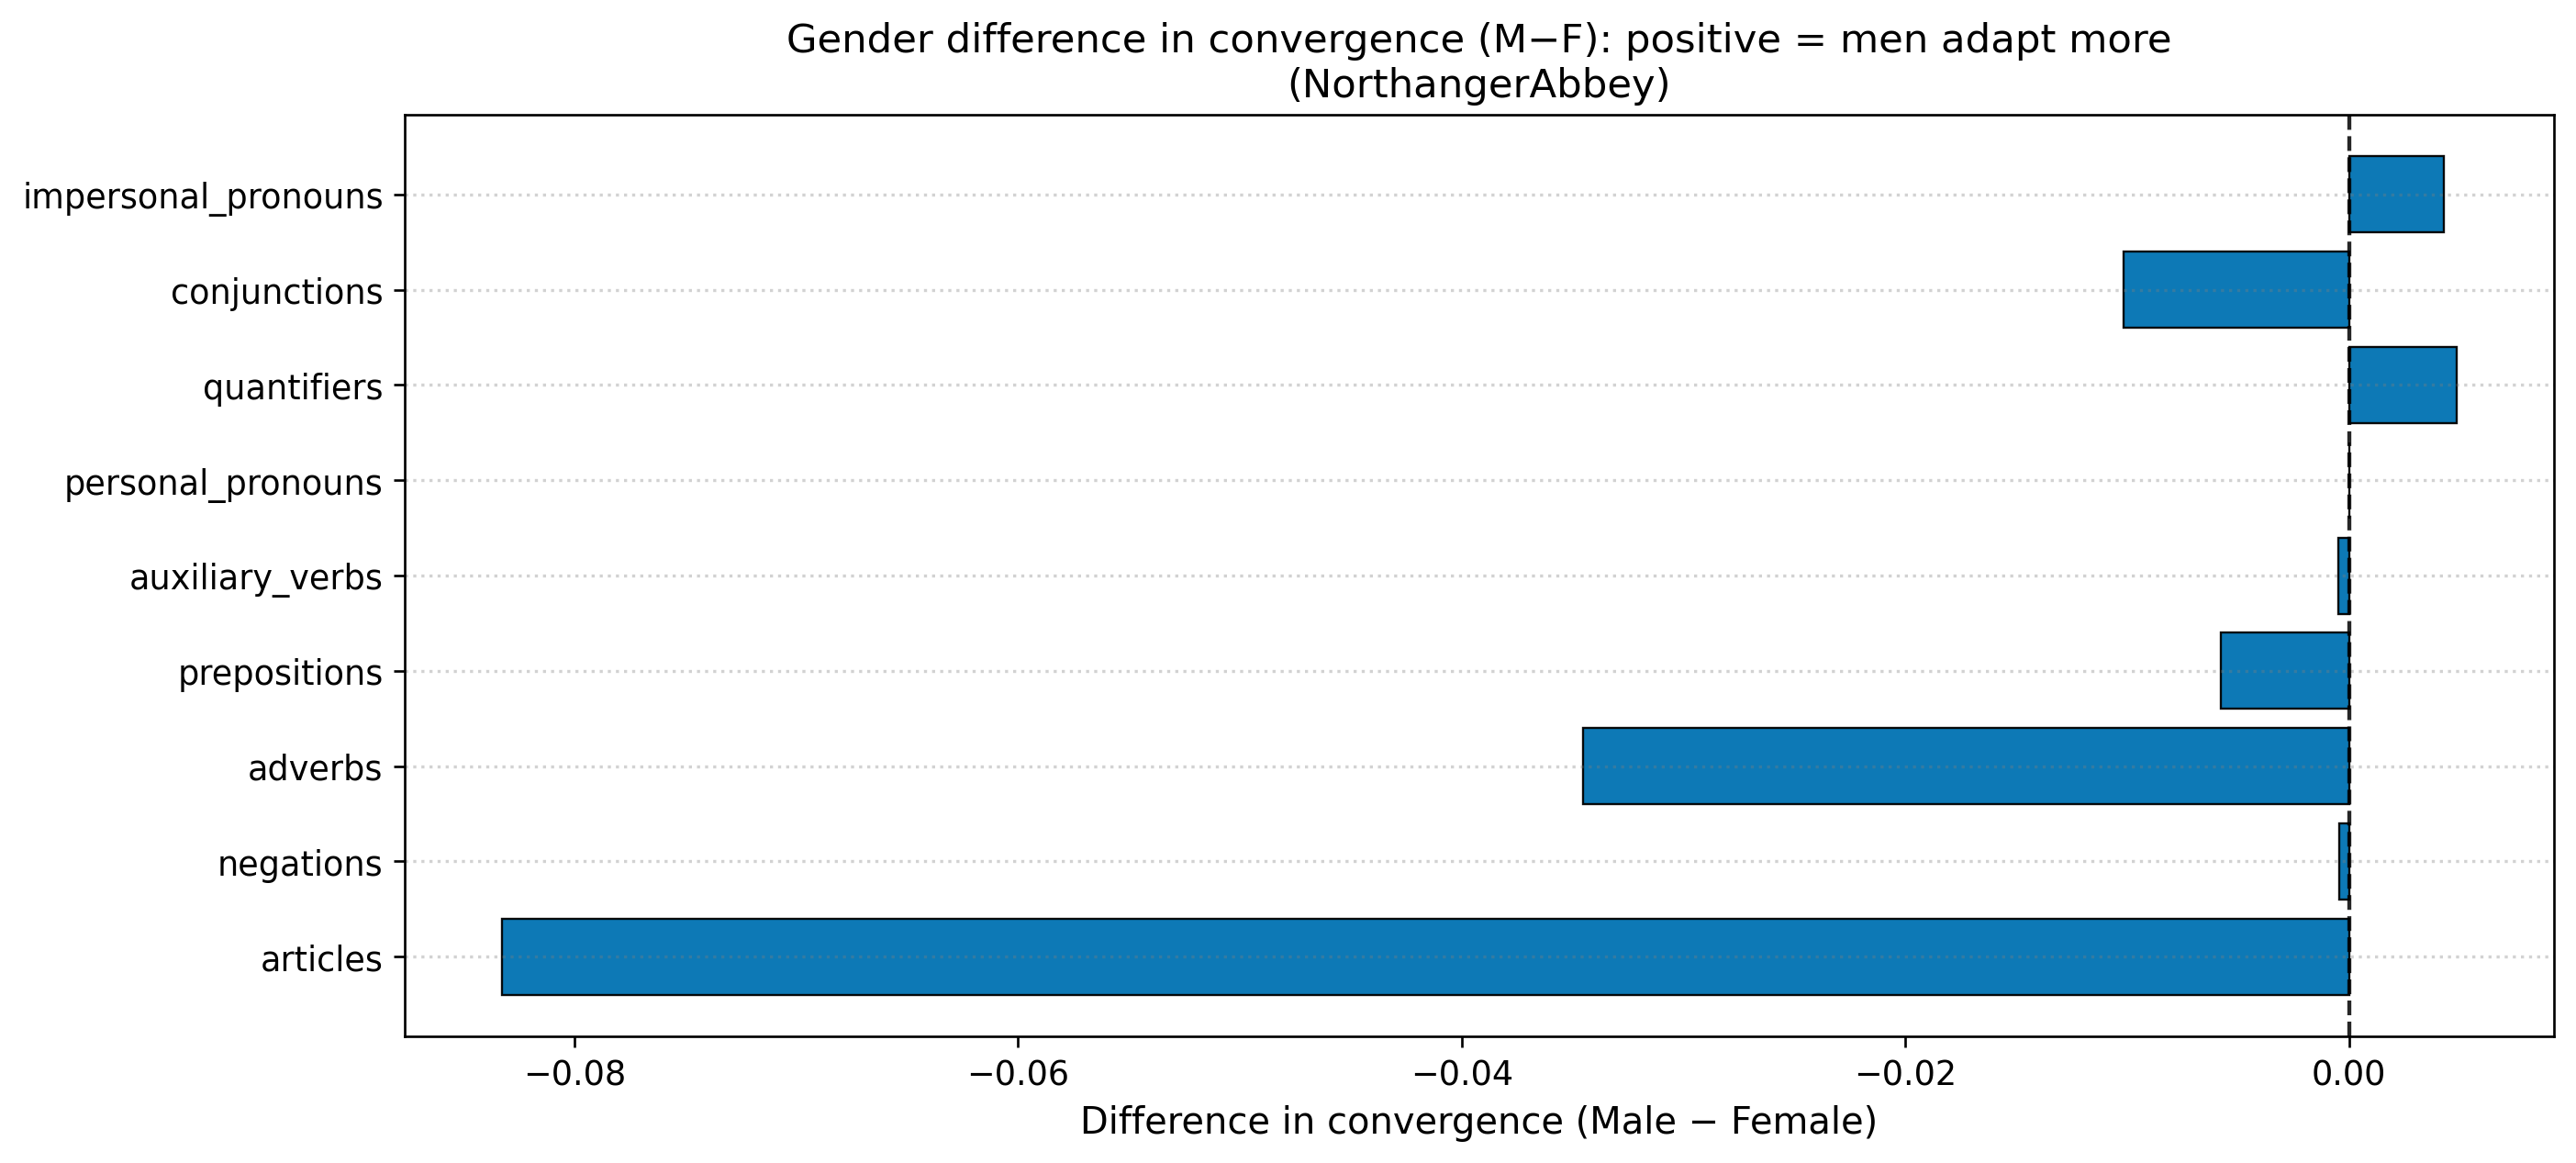 Gender difference in convergence (M−F): positive = men adapt more
(NorthangerAbbey)
impersonal_pronouns
conjunctions
quantifiers
personal_pronouns
auxiliary_verbs
prepositions
adverbs
negations
articles
−0.08
−0.06
−0.04
−0.02
0.00
Difference in convergence (Male − Female)